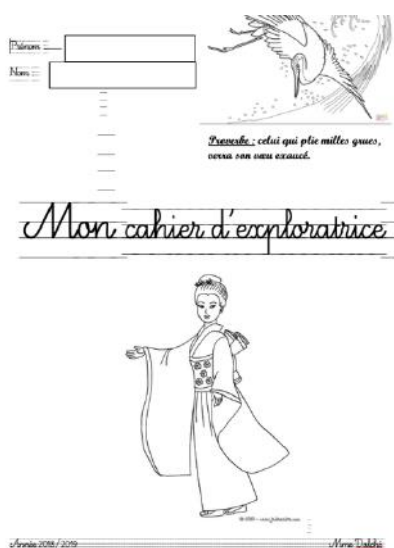 Prénom
Nom
Proverbe : celui qui plie milles grues,
verra son vœu exaucé.
Mon cahier d'exploratrice
Année 2018/2019
Mme Dalché